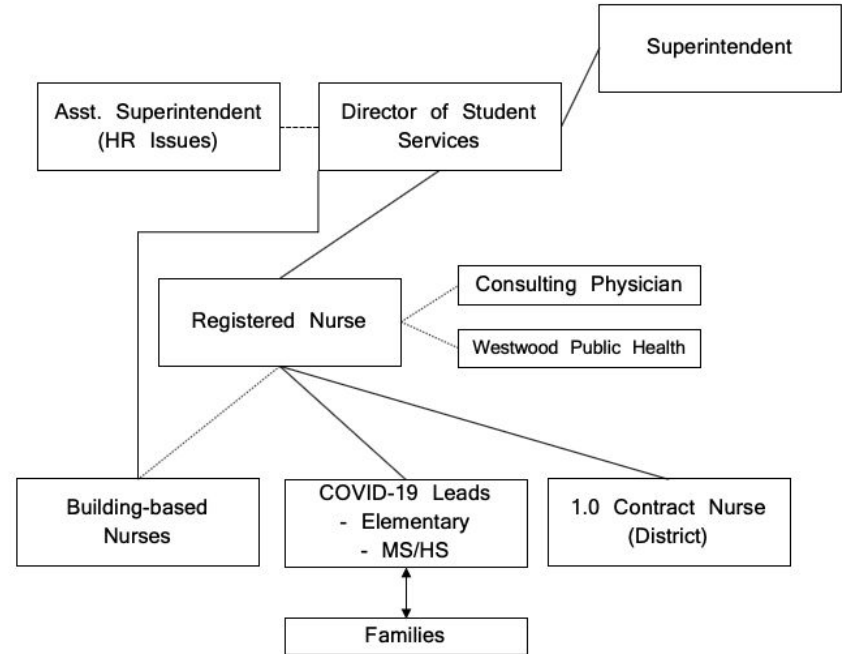 Superintendent
Asst. Superintendent
(HR Issues)
Director of Student
Services
Registered Nurse
Consulting Physician
Westwood Public Health
Building-based
Nurses
COVID-19 Leads
- Elementary
- MS/HS
1.0 Contract Nurse
(District)
Families